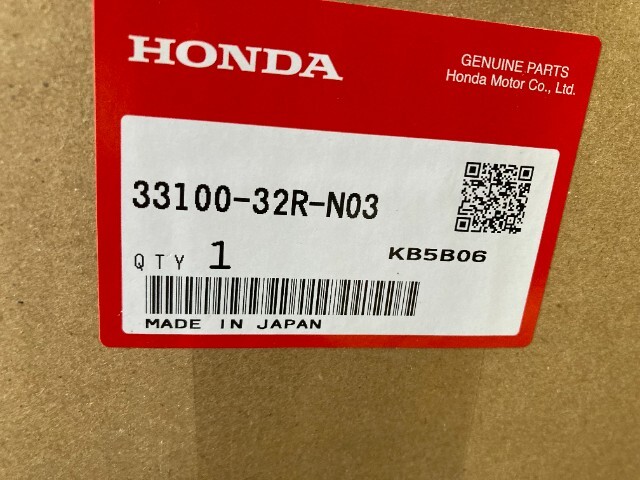 HONDA
GENUINE PARTS
Honda Motor Co., Ltd.
33100-32R-N03
QTY 1
KB5B06
MADE IN JAPAN